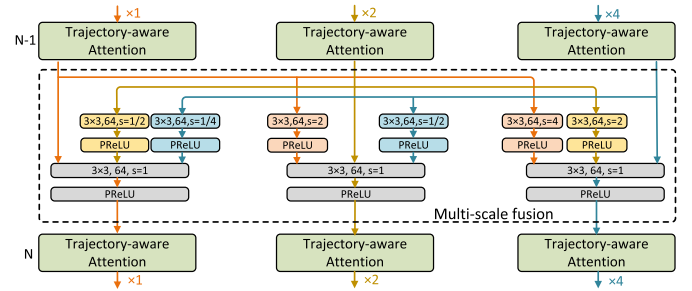 ×1 ×2 ×4
N-1
Trajectory-aware Attention
Trajectory-aware Attention
Trajectory-aware Attention
3×3,64,s=1/2 3×3,64,s=1/4 3×3,64,s=2 3×3,64,s=1/2 3×3,64,s=4 3×3,64,s=2
PReLU PReLU PReLU PReLU PReLU PReLU
3×3, 64, s=1 3×3, 64, s=1 3×3, 64, s=1
PReLU PReLU PReLU
Multi-scale fusion
N
Trajectory-aware Attention
Trajectory-aware Attention
Trajectory-aware Attention
×1 ×2 ×4